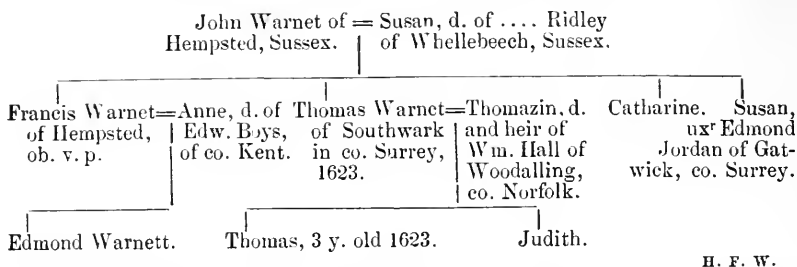 John Warnet of = Susan, d. of .... Ridley
Hempsted, Sussex. of Whellebeech, Sussex.
Francis Warnet=Anne, d. of Thomas Warnet=Thomazin, d. Catharine. Susan,
of Hempsted, Edw. Boys, of Southwark and heir of uxʳ Edmond
ob. v. p. of co. Kent. in co. Surrey, Wm. Hall of Jordan of Gat-
1623. Woodalling, wick, co. Surrey.
co. Norfolk.
Edmond Warnett. Thomas, 3 y. old 1623. Judith.
H. F. W.